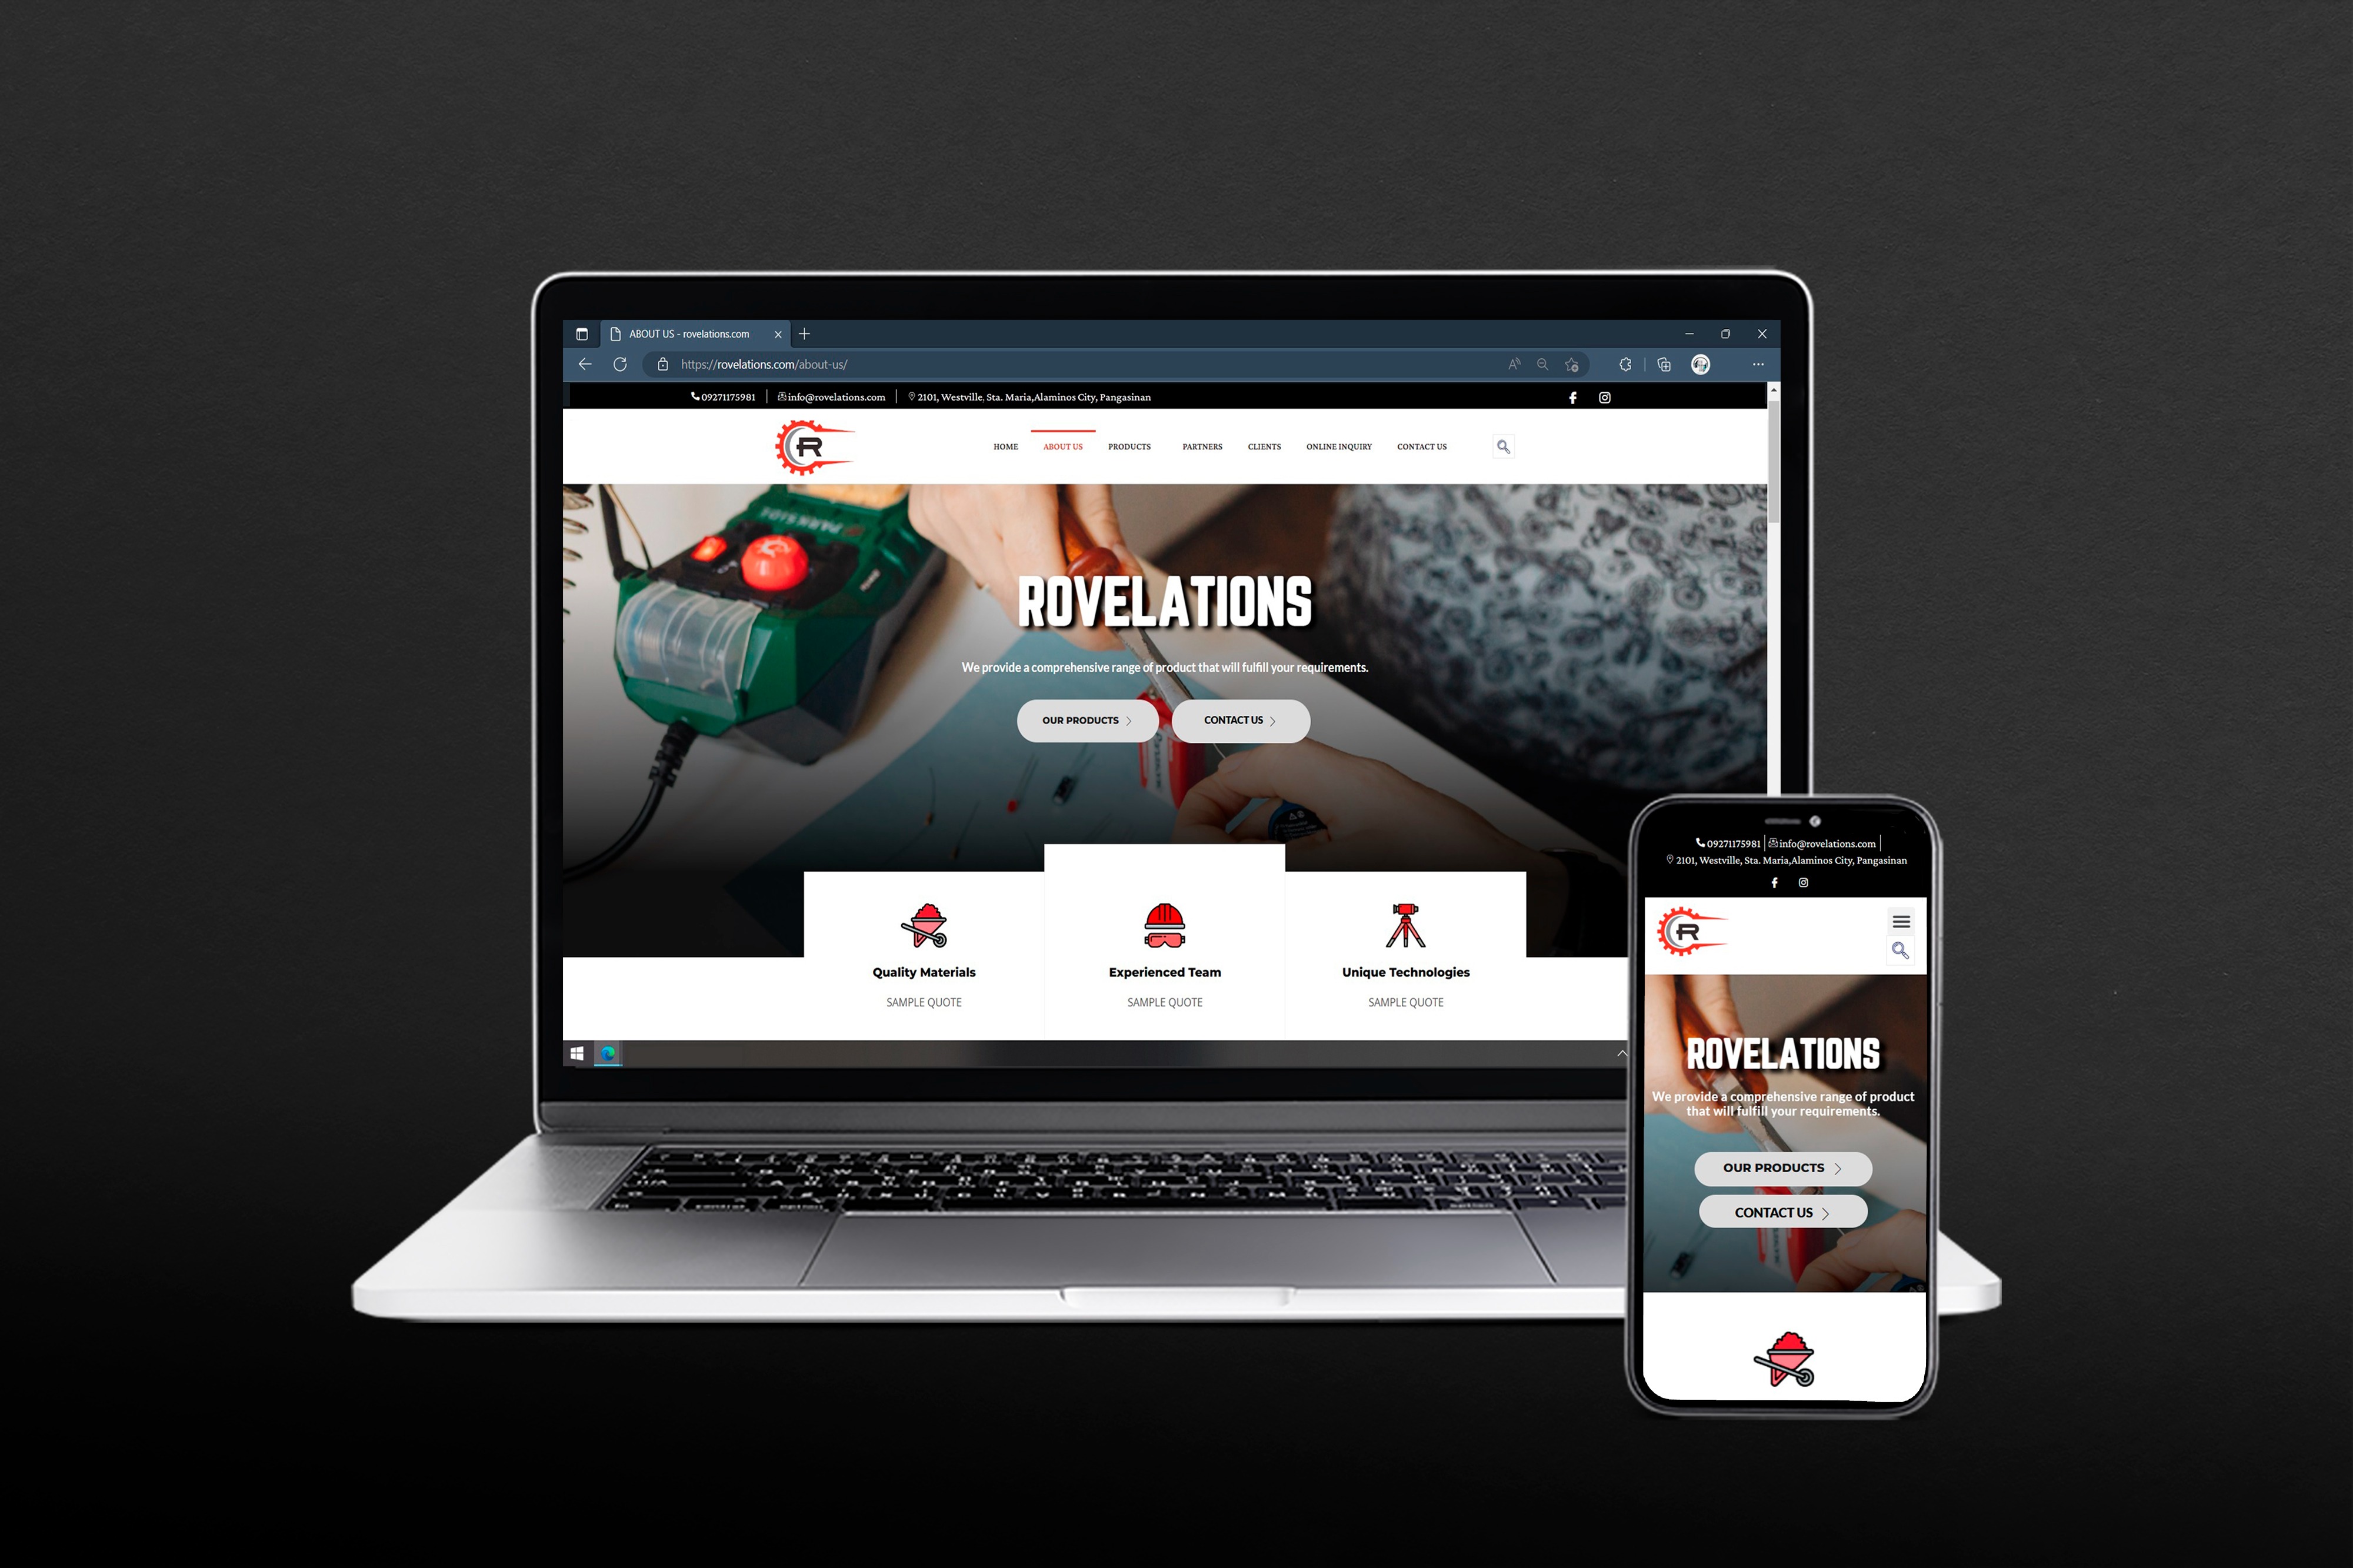 ABOUT US - rovelations.com
https://rovelations.com/about-us/
09271175981 info@rovelations.com 2101, Westville, Sta. Maria,Alaminos City, Pangasinan
R
HOME ABOUT US PRODUCTS PARTNERS CLIENTS ONLINE INQUIRY CONTACT US
PARKSIDE
ROVELATIONS
We provide a comprehensive range of product that will fulfill your requirements.
OUR PRODUCTS CONTACT US
Quality Materials Experienced Team Unique Technologies
SAMPLE QUOTE SAMPLE QUOTE SAMPLE QUOTE
09271175981 info@rovelations.com
2101, Westville, Sta. Maria,Alaminos City, Pangasinan
R
ROVELATIONS
We provide a comprehensive range of product
that will fulfill your requirements.
OUR PRODUCTS
CONTACT US